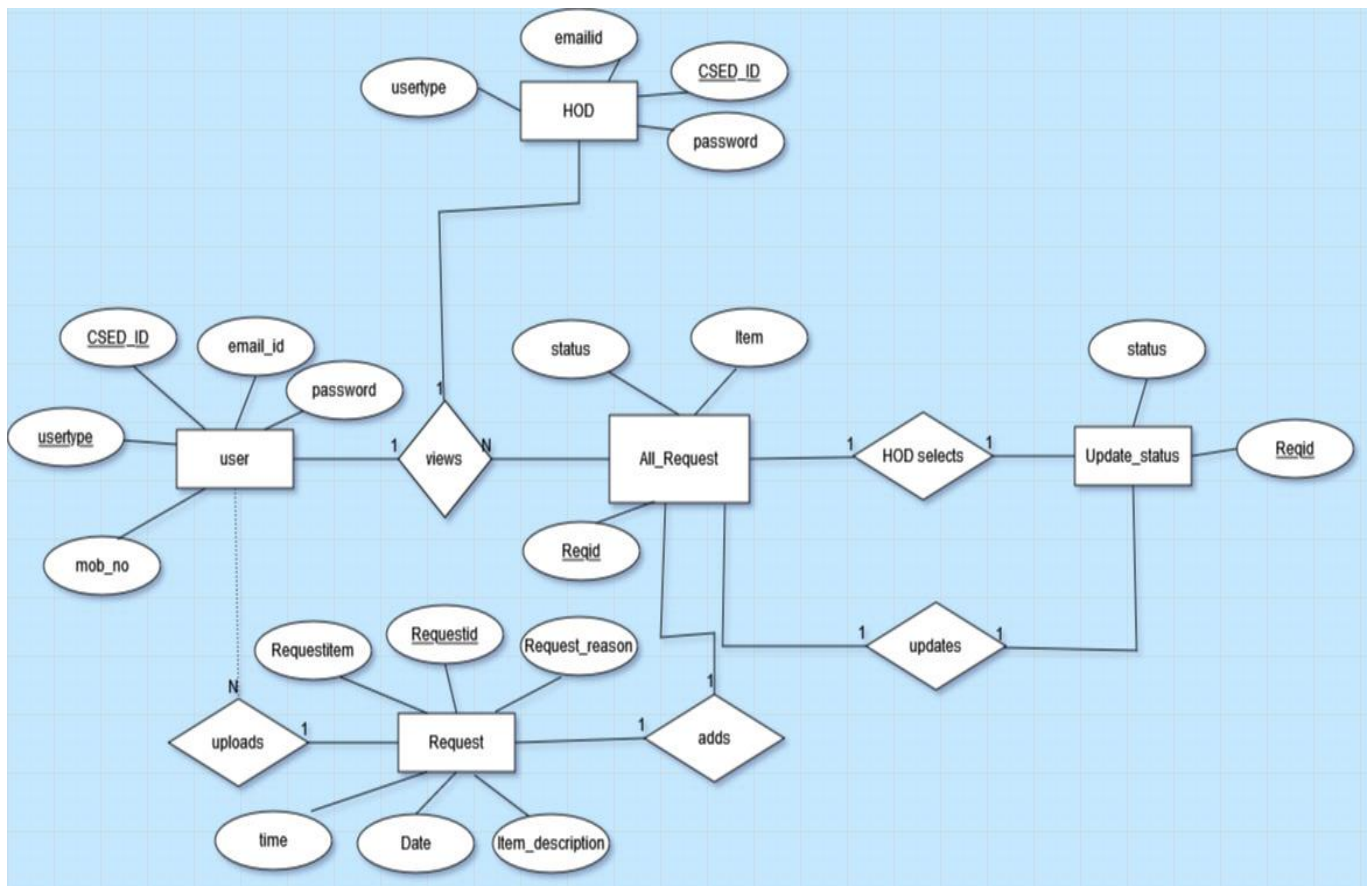 emailid
usertype
CSED_ID
HOD
password
CSED_ID
email_id
password
usertype
user
mob_no
1
1
views
N
status
Item
All_Request
Reqid
1
HOD selects
1
status
Update_status
Reqid
1
updates
1
N
uploads
1
Requestitem
Requestid
Request_reason
Request
time
Date
Item_description
1
1
adds